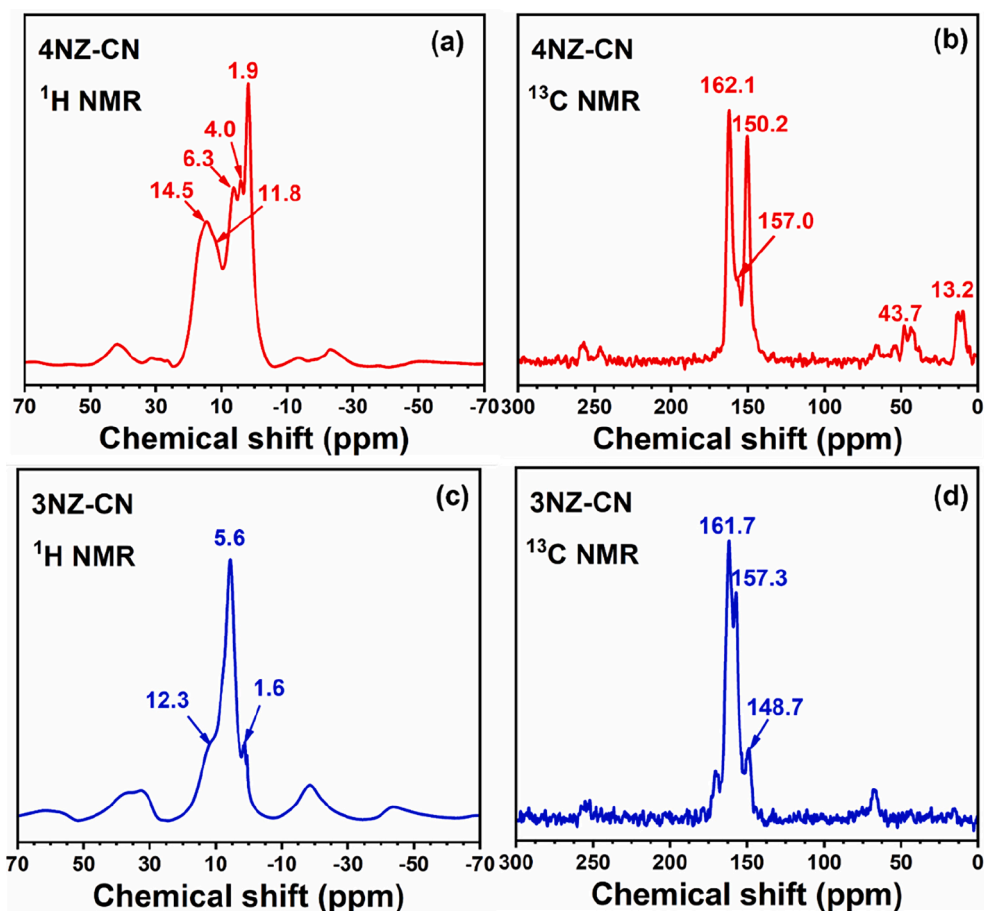 4NZ-CN
(a)
¹H NMR
1.9
4.0
6.3
14.5
11.8
70 50 30 10 -10 -30 -50 -70
Chemical shift (ppm)
4NZ-CN
(b)
¹³C NMR
162.1
150.2
157.0
43.7
13.2
300 250 200 150 100 50 0
Chemical shift (ppm)
3NZ-CN
(c)
¹H NMR
5.6
12.3
1.6
70 50 30 10 -10 -30 -50 -70
Chemical shift (ppm)
3NZ-CN
(d)
¹³C NMR
161.7
157.3
148.7
300 250 200 150 100 50 0
Chemical shift (ppm)